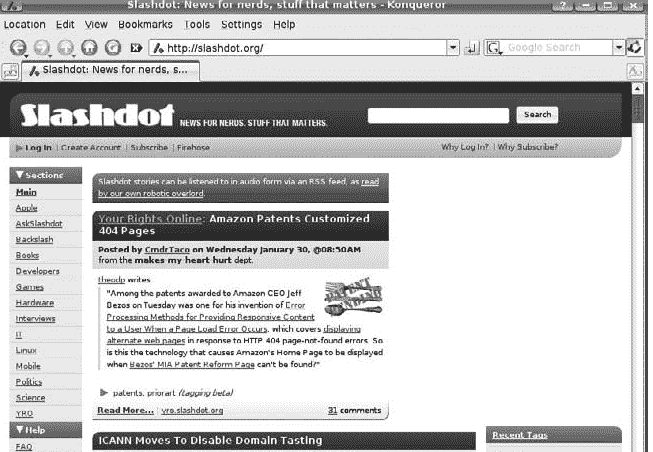 Slashdot: News for nerds, stuff that matters - Konqueror
Location Edit View Bookmarks Tools Settings Help
http://slashdot.org/
Google Search
Slashdot: News for nerds, s...
Slashdot
NEWS FOR NERDS. STUFF THAT MATTERS.
Search
Log In | Create Account | Subscribe | Firehose
Why Log In? | Why Subscribe?
Sections
Main
Apple
AskSlashdot
Backslash
Books
Developers
Games
Hardware
Interviews
IT
Linux
Mobile
Politics
Science
YRO
Help
FAQ
Slashdot stories can be listened to in audio form via an RSS feed, as read
by our own robotic overlord.
Your Rights Online: Amazon Patents Customized
404 Pages
Posted by CmdrTaco on Wednesday January 30, @08:50AM
from the makes my heart hurt dept.
theodp writes
"Among the patents awarded to Amazon CEO Jeff
Bezos on Tuesday was one for his invention of Error
Processing Methods for Providing Responsive Content
to a User When a Page Load Error Occurs, which covers displaying
alternate web pages in response to HTTP 404 page-not-found errors. So
is this the technology that causes Amazon's Home Page to be displayed
when Bezos' MIA Patent Reform Page can't be found?"
PATENT
PENDING
patents, priorart (tagging beta)
Read More... | yro.slashdot.org
31 comments
ICANN Moves To Disable Domain Tasting
Recent Tags